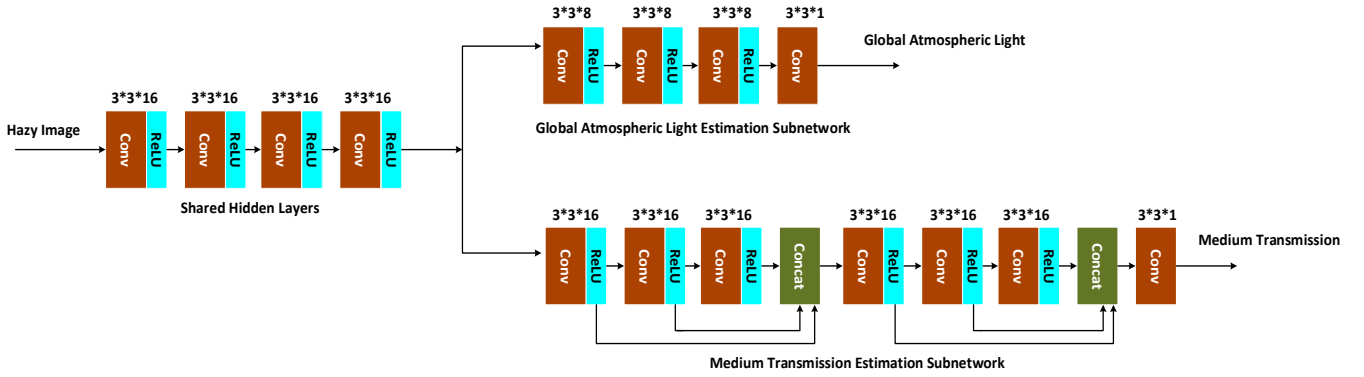 3*3*8 3*3*8 3*3*8 3*3*1
Conv ReLU Conv ReLU Conv ReLU Conv
Global Atmospheric Light
Global Atmospheric Light Estimation Subnetwork
Hazy Image
3*3*16 3*3*16 3*3*16 3*3*16
Conv ReLU Conv ReLU Conv ReLU Conv ReLU
Shared Hidden Layers
3*3*16 3*3*16 3*3*16 3*3*16 3*3*16 3*3*16 3*3*1
Conv ReLU Conv ReLU Conv ReLU Concat Conv ReLU Conv ReLU Conv ReLU Concat Conv
Medium Transmission
Medium Transmission Estimation Subnetwork